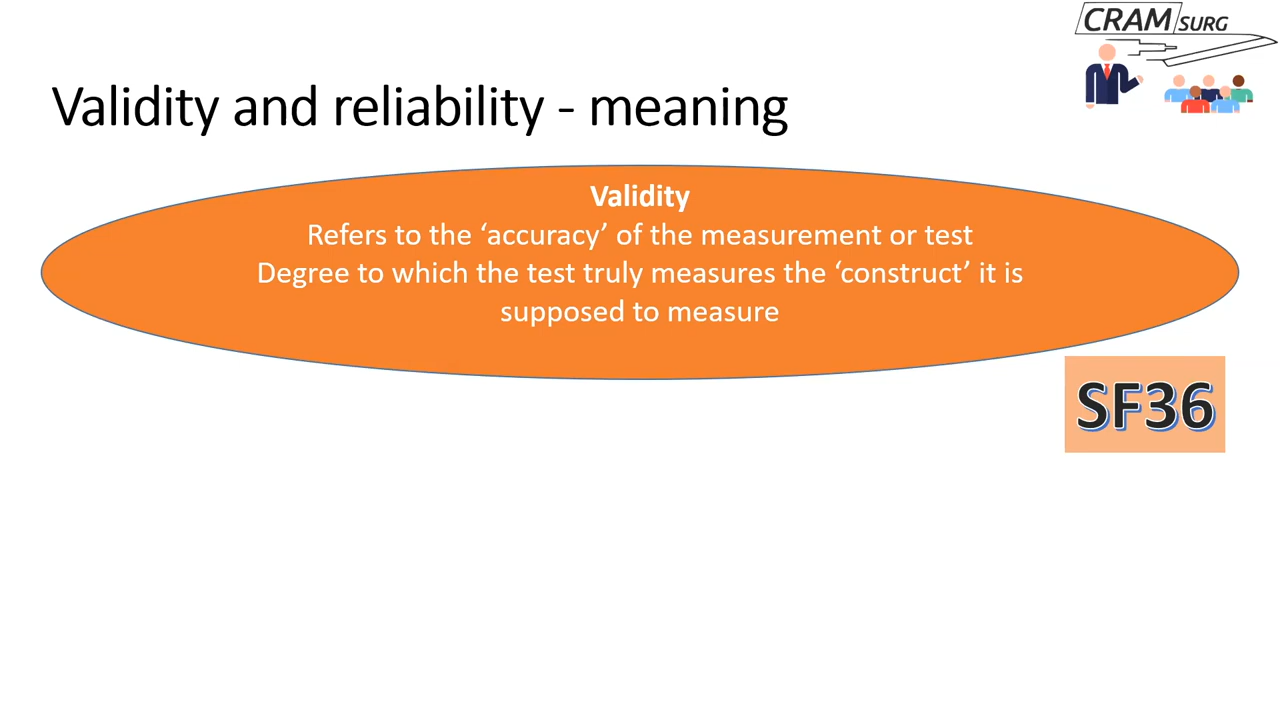 CRAM SURG
Validity and reliability - meaning
Validity
Refers to the ‘accuracy’ of the measurement or test
Degree to which the test truly measures the ‘construct’ it is
supposed to measure
SF36